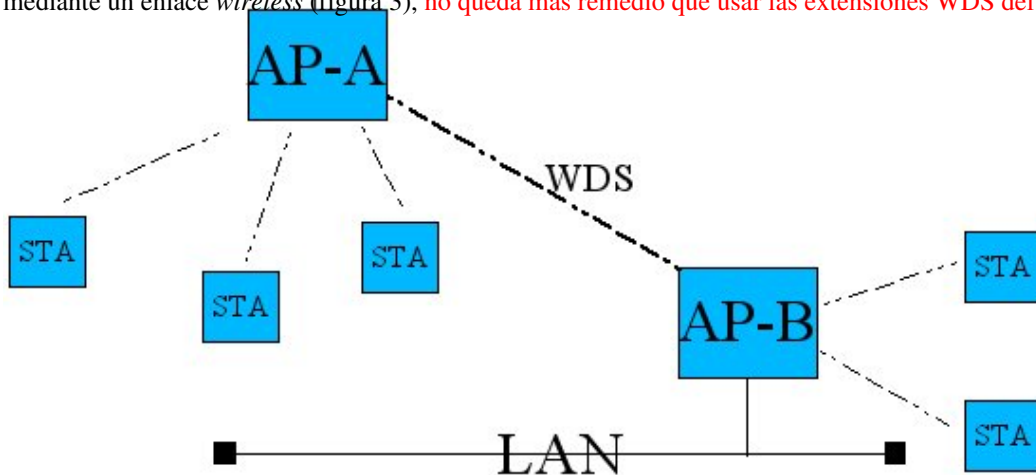 mediante un enlace wireless (figura 3), no queda más remedio que usar las extensiones WDS del
AP-A
WDS
STA
STA
STA
STA
AP-B
STA
LAN